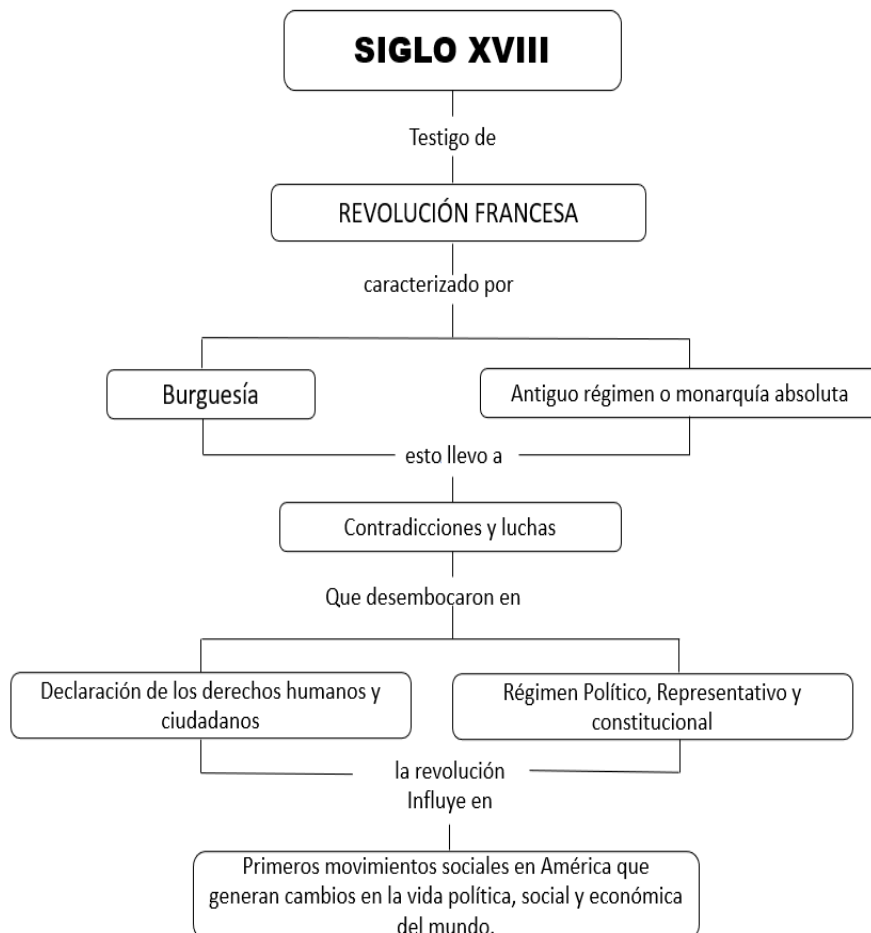 SIGLO XVIII
Testigo de
REVOLUCIÓN FRANCESA
caracterizado por
Burguesía
Antiguo régimen o monarquía absoluta
esto llevo a
Contradicciones y luchas
Que desembocaron en
Declaración de los derechos humanos y
ciudadanos
Régimen Político, Representativo y
constitucional
la revolución
Influye en
Primeros movimientos sociales en América que
generan cambios en la vida política, social y económica
del mundo.